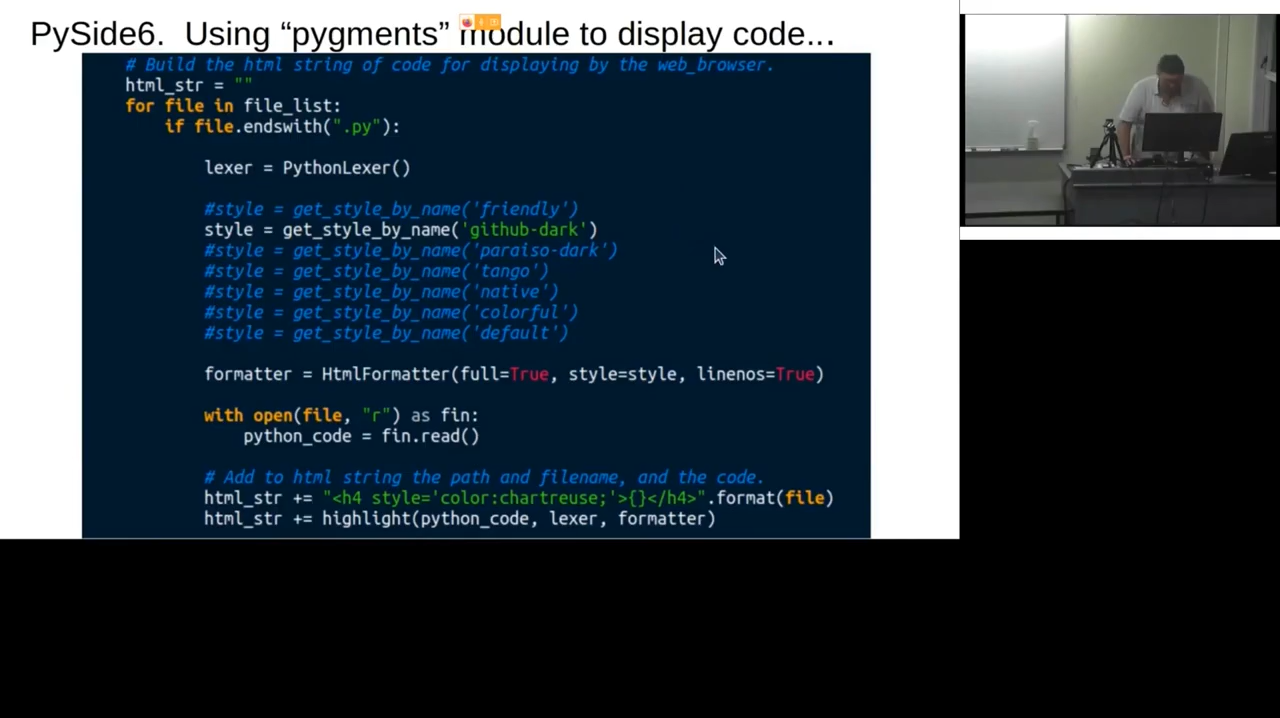 PySide6.  Using “pygments” module to display code...
# Build the html string of code for displaying by the web_browser.
html_str = ""
for file in file_list:
if file.endswith(".py"):
lexer = PythonLexer()
#style = get_style_by_name('friendly')
style = get_style_by_name('github-dark')
#style = get_style_by_name('paraiso-dark')
#style = get_style_by_name('tango')
#style = get_style_by_name('native')
#style = get_style_by_name('colorful')
#style = get_style_by_name('default')
formatter = HtmlFormatter(full=True, style=style, linenos=True)
with open(file, "r") as fin:
python_code = fin.read()
# Add to html string the path and filename, and the code.
html_str += "<h4 style='color:chartreuse;'>{}</h4>".format(file)
html_str += highlight(python_code, lexer, formatter)